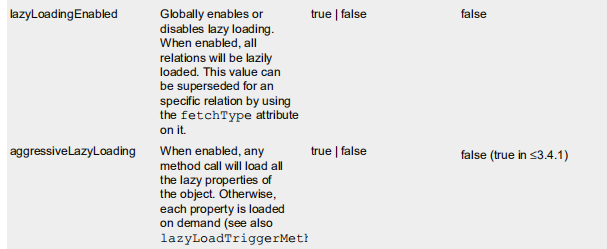 lazyLoadingEnabled Globally enables or true | false false
disables lazy loading.
When enabled, all
relations will be lazily
loaded. This value can
be superseded for an
specific relation by using
the fetchType attribute
on it.
aggressiveLazyLoading When enabled, any true | false false (true in ≤3.4.1)
method call will load all
the lazy properties of
the object. Otherwise,
each property is loaded
on demand (see also
lazyLoadTriggerMet